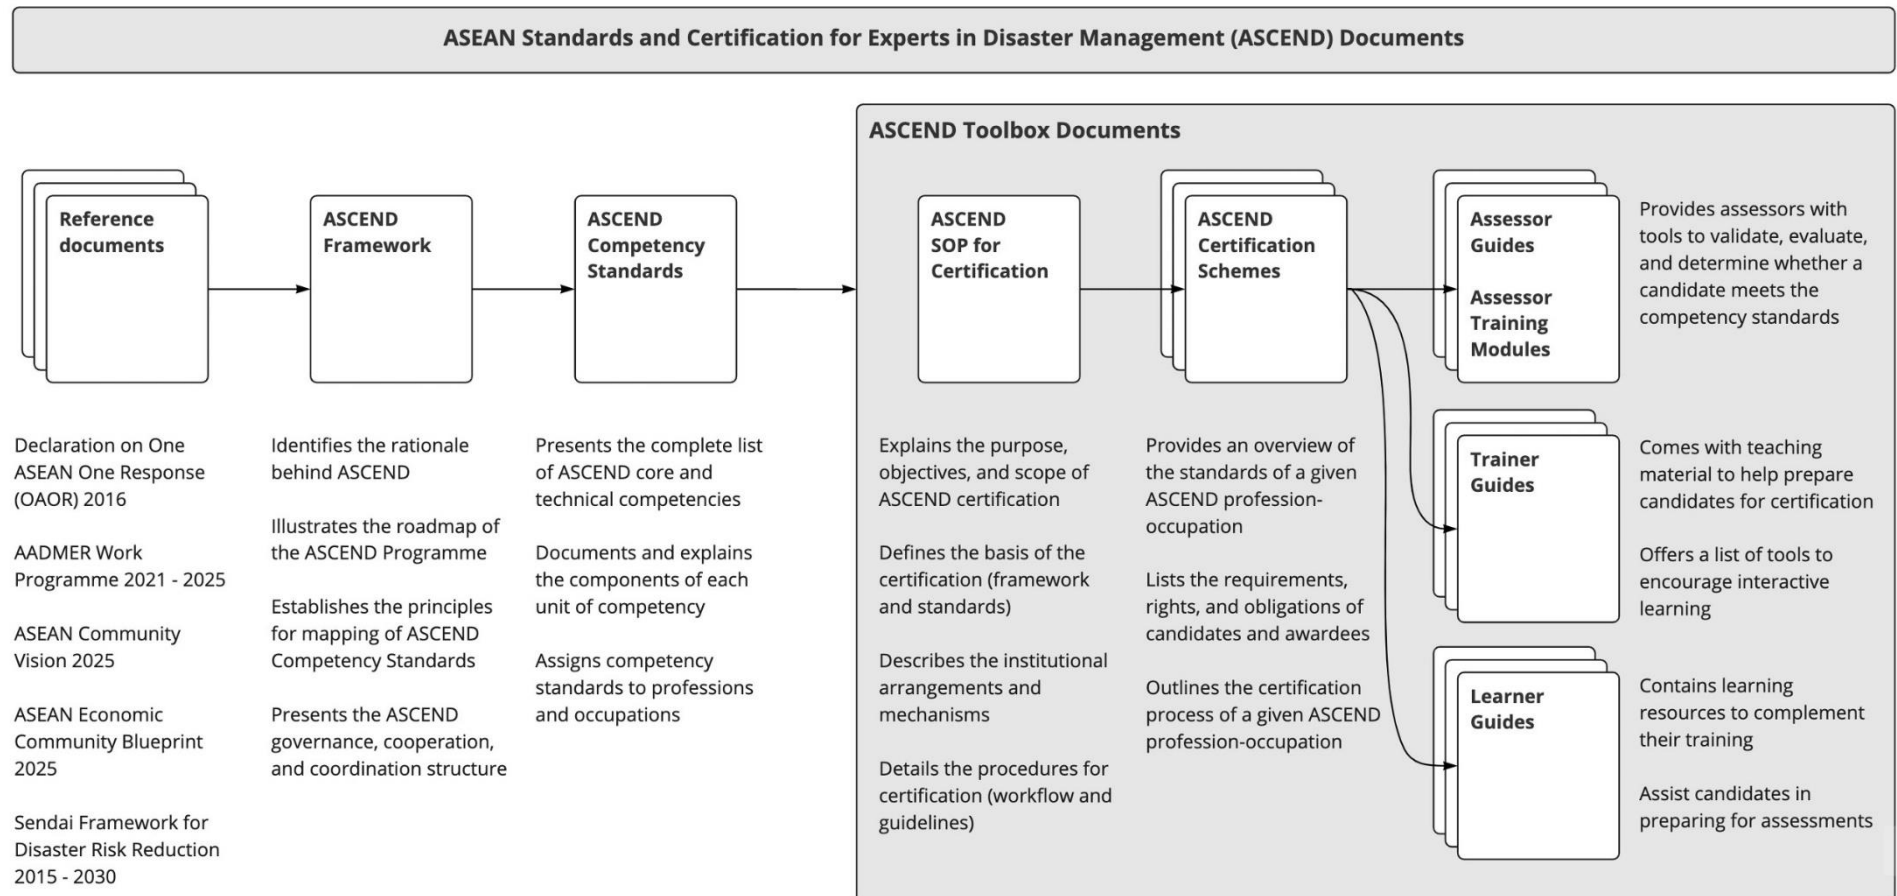 ASEAN Standards and Certification for Experts in Disaster Management (ASCEND) Documents
ASCEND Toolbox Documents
Reference
documents
ASCEND
Framework
ASCEND
Competency
Standards
ASCEND
SOP for
Certification
ASCEND
Certification
Schemes
Assessor
Guides
Assessor
Training
Modules
Provides assessors with
tools to validate, evaluate,
and determine whether a
candidate meets the
competency standards
Declaration on One
ASEAN One Response
(OAOR) 2016
AADMER Work
Programme 2021 - 2025
ASEAN Community
Vision 2025
ASEAN Economic
Community Blueprint
2025
Sendai Framework for
Disaster Risk Reduction
2015 - 2030
Identifies the rationale
behind ASCEND
Illustrates the roadmap of
the ASCEND Programme
Establishes the principles
for mapping of ASCEND
Competency Standards
Presents the ASCEND
governance, cooperation,
and coordination structure
Presents the complete list
of ASCEND core and
technical competencies
Documents and explains
the components of each
unit of competency
Assigns competency
standards to professions
and occupations
Explains the purpose,
objectives, and scope of
ASCEND certification
Defines the basis of the
certification (framework
and standards)
Describes the institutional
arrangements and
mechanisms
Details the procedures for
certification (workflow and
guidelines)
Provides an overview of
the standards of a given
ASCEND profession-
occupation
Lists the requirements,
rights, and obligations of
candidates and awardees
Outlines the certification
process of a given ASCEND
profession-occupation
Trainer
Guides
Comes with teaching
material to help prepare
candidates for certification
Offers a list of tools to
encourage interactive
learning
Learner
Guides
Contains learning
resources to complement
their training
Assist candidates in
preparing for assessments